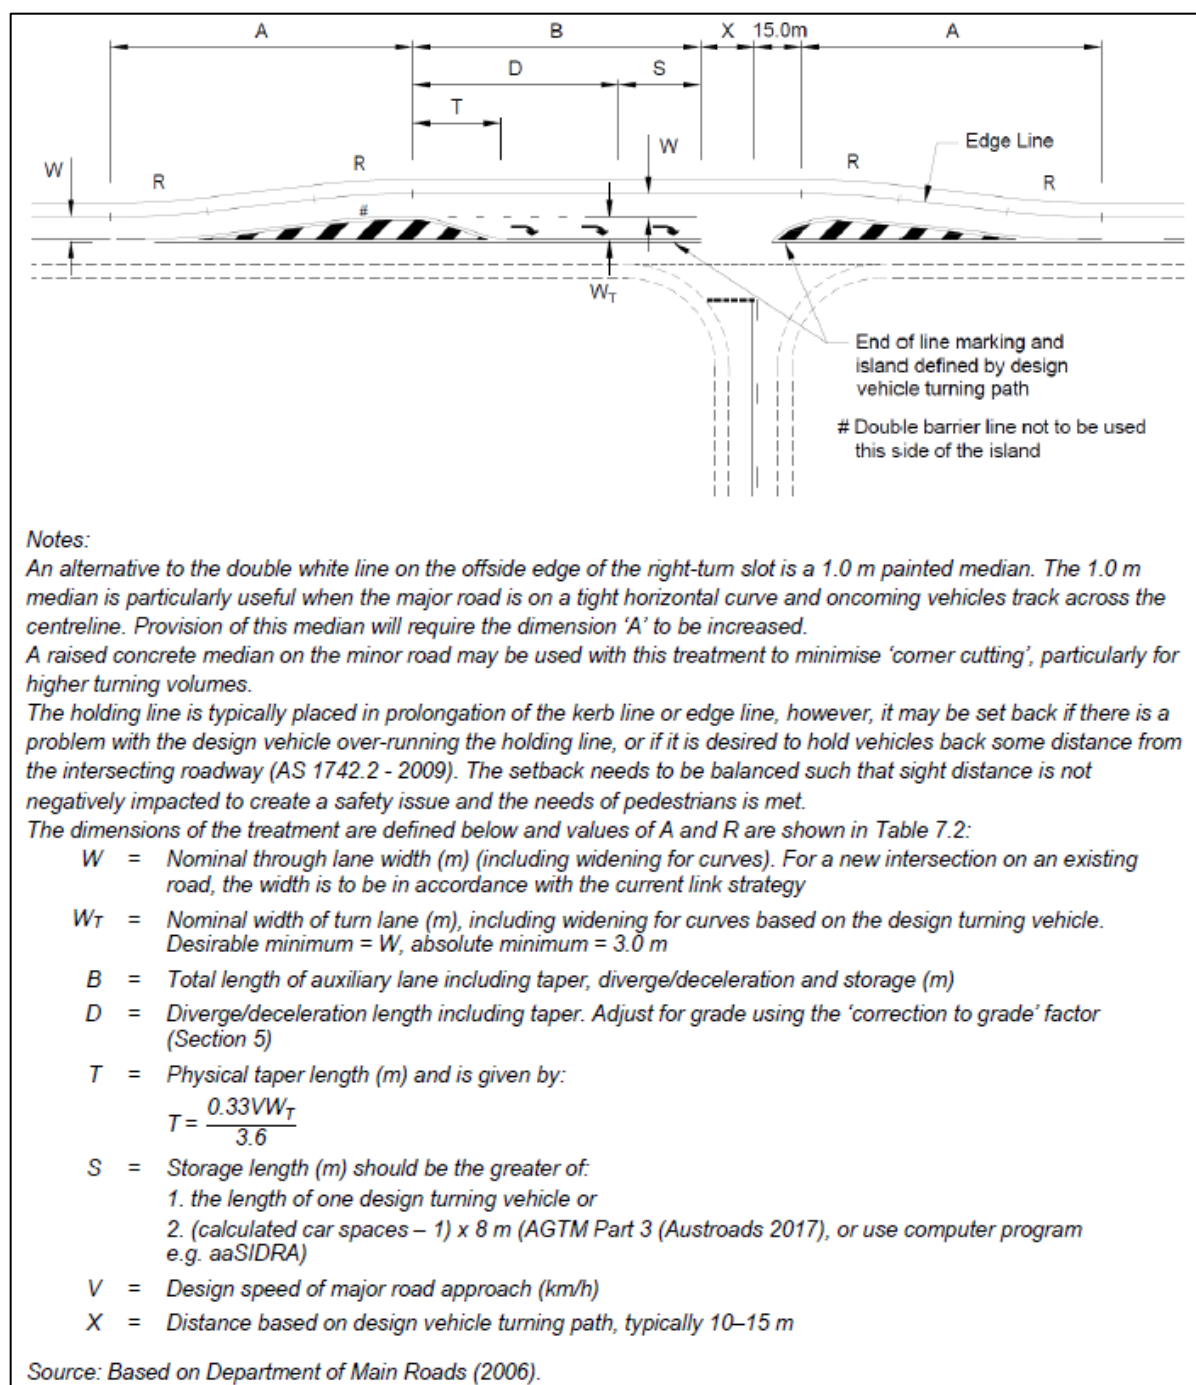 A B X 15.0m A
D S
T
W Edge Line
W R R R R
#
W_T
End of line marking and
island defined by design
vehicle turning path
# Double barrier line not to be used
this side of the island
Notes:
An alternative to the double white line on the offside edge of the right-turn slot is a 1.0 m painted median. The 1.0 m
median is particularly useful when the major road is on a tight horizontal curve and oncoming vehicles track across the
centreline. Provision of this median will require the dimension ‘A’ to be increased.
A raised concrete median on the minor road may be used with this treatment to minimise ‘corner cutting’, particularly for
higher turning volumes.
The holding line is typically placed in prolongation of the kerb line or edge line, however, it may be set back if there is a
problem with the design vehicle over-running the holding line, or if it is desired to hold vehicles back some distance from
the intersecting roadway (AS 1742.2 - 2009). The setback needs to be balanced such that sight distance is not
negatively impacted to create a safety issue and the needs of pedestrians is met.
The dimensions of the treatment are defined below and values of A and R are shown in Table 7.2:
W = Nominal through lane width (m) (including widening for curves). For a new intersection on an existing
road, the width is to be in accordance with the current link strategy
W_T = Nominal width of turn lane (m), including widening for curves based on the design turning vehicle.
Desirable minimum = W, absolute minimum = 3.0 m
B = Total length of auxiliary lane including taper, diverge/deceleration and storage (m)
D = Diverge/deceleration length including taper. Adjust for grade using the ‘correction to grade’ factor
(Section 5)
T = Physical taper length (m) and is given by:
T = 0.33VW_T / 3.6
S = Storage length (m) should be the greater of:
1. the length of one design turning vehicle or
2. (calculated car spaces – 1) x 8 m (AGTM Part 3 (Austroads 2017), or use computer program
e.g. aaSIDRA)
V = Design speed of major road approach (km/h)
X = Distance based on design vehicle turning path, typically 10–15 m
Source: Based on Department of Main Roads (2006).